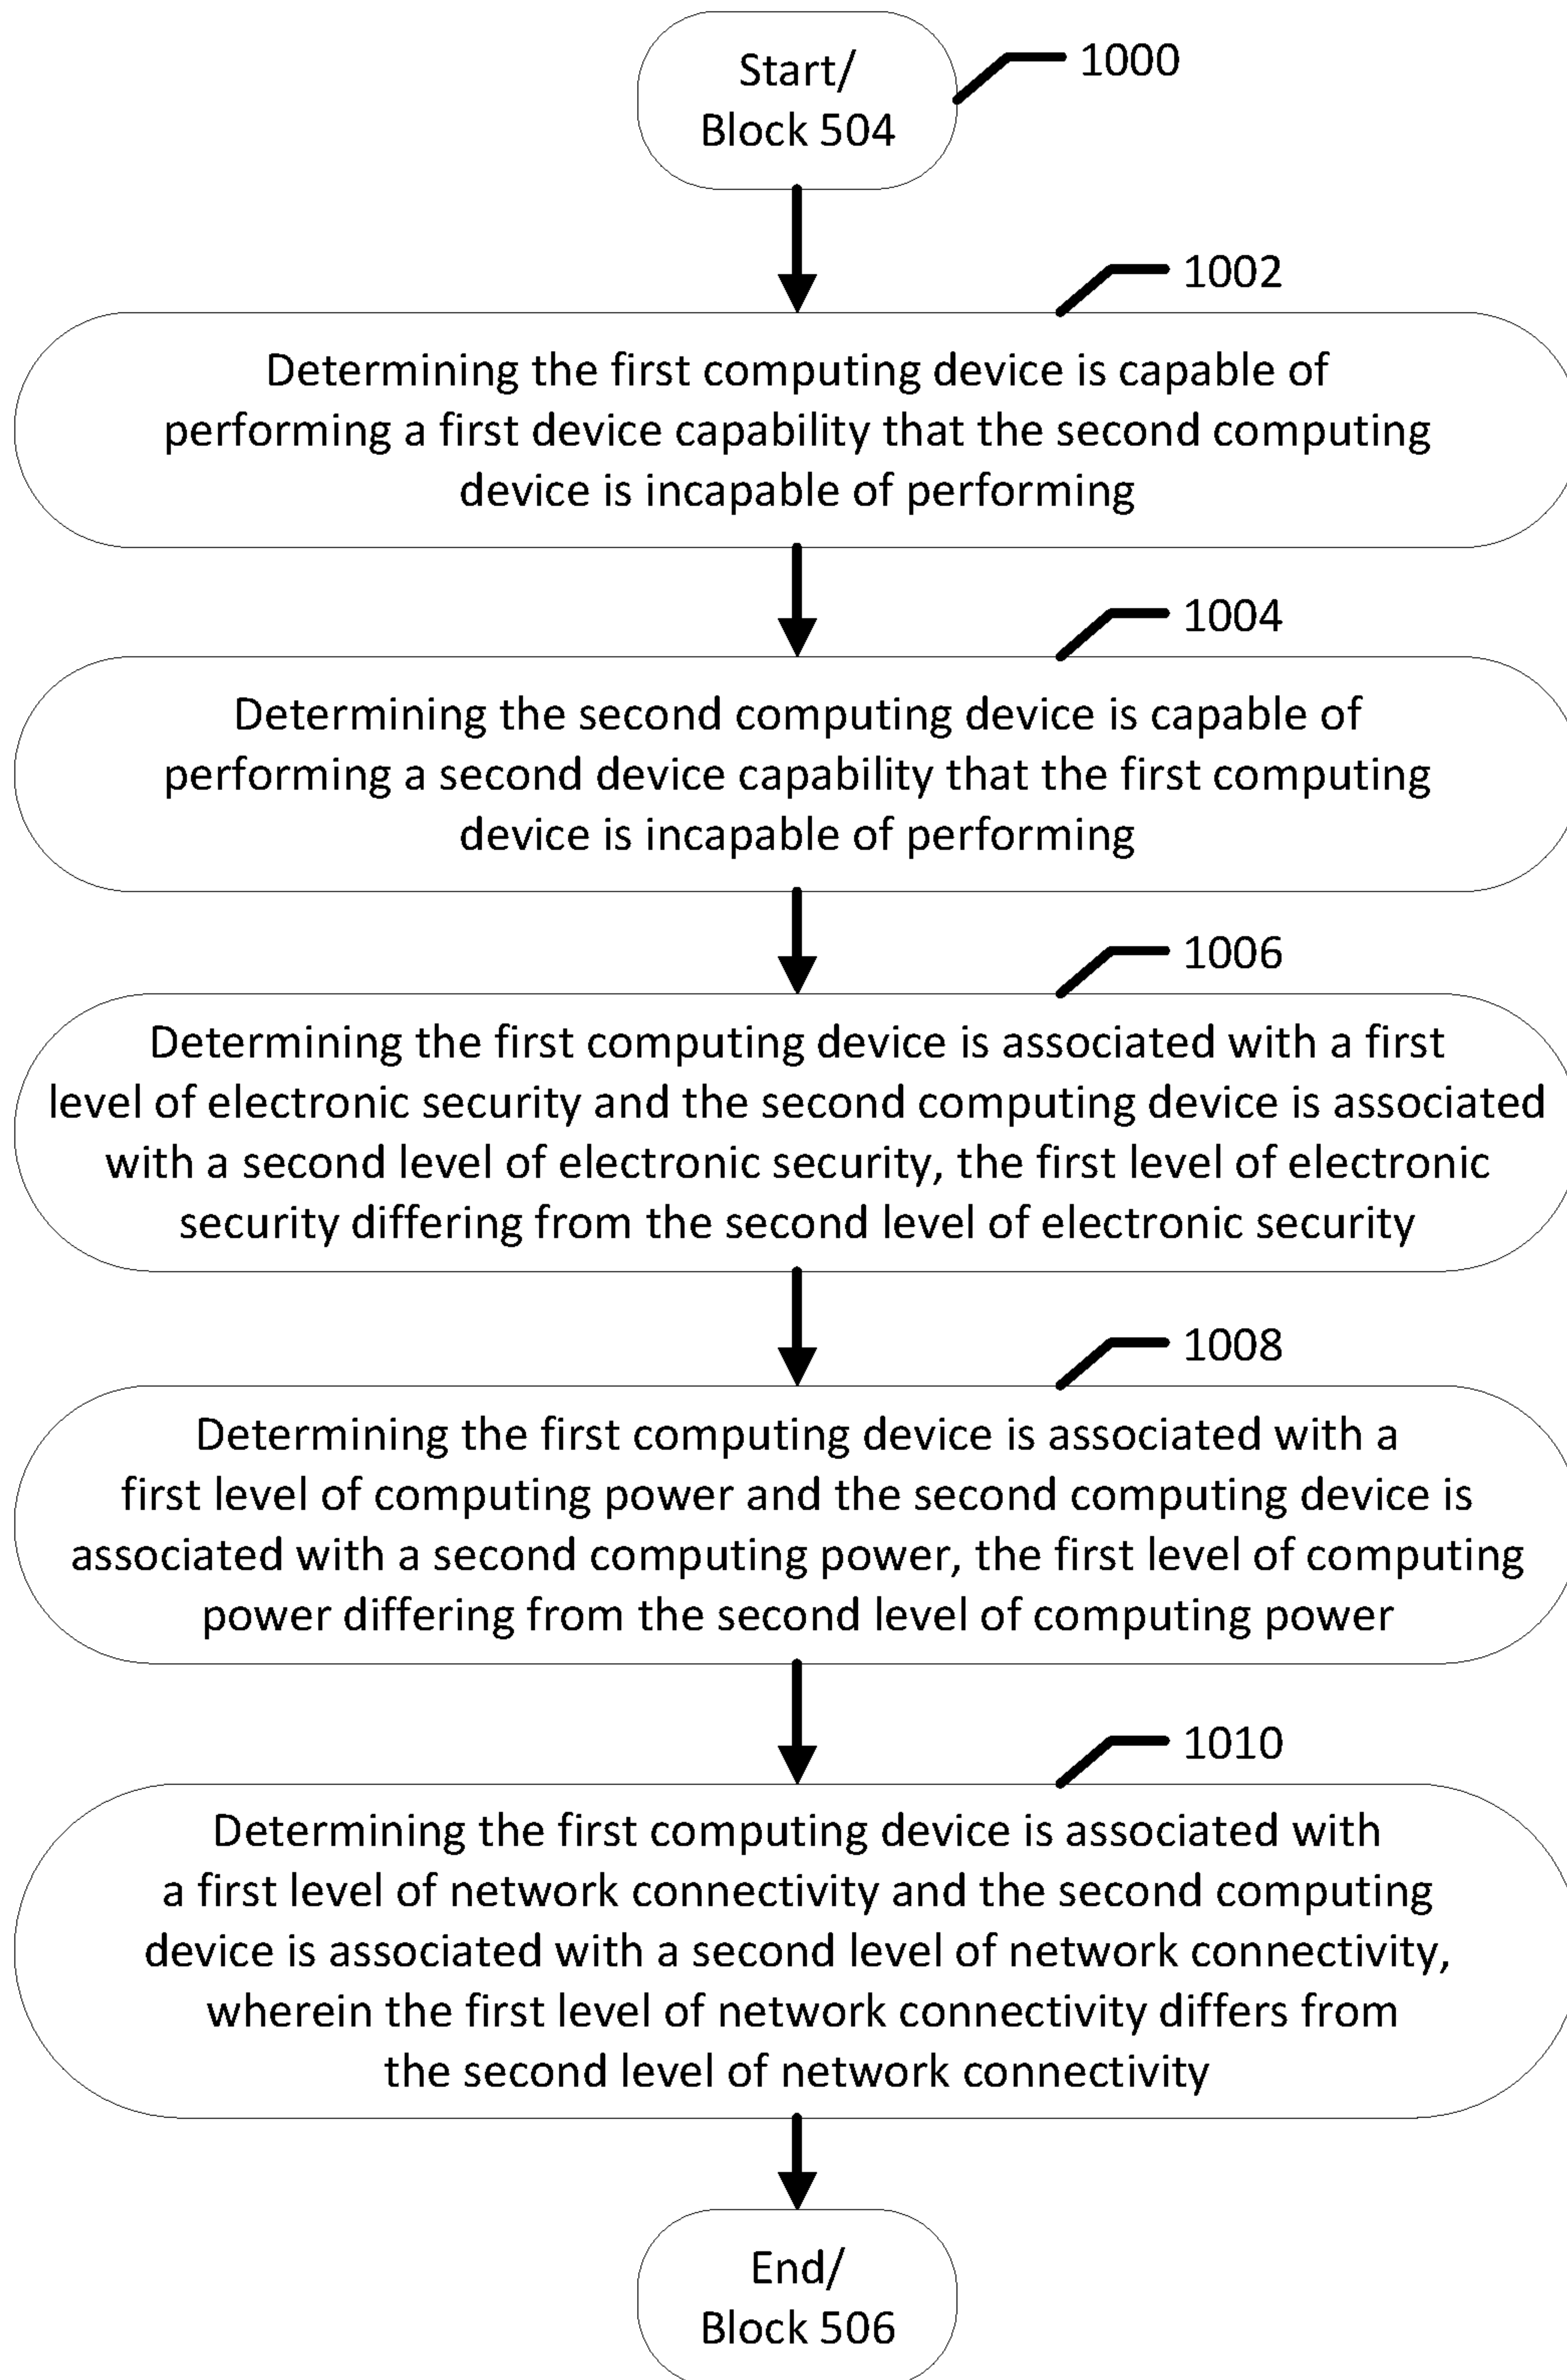 Start/
Block 504
1000
1002
Determining the first computing device is capable of
performing a first device capability that the second computing
device is incapable of performing
1004
Determining the second computing device is capable of
performing a second device capability that the first computing
device is incapable of performing
1006
Determining the first computing device is associated with a first
level of electronic security and the second computing device is associated
with a second level of electronic security, the first level of electronic
security differing from the second level of electronic security
1008
Determining the first computing device is associated with a
first level of computing power and the second computing device is
associated with a second computing power, the first level of computing
power differing from the second level of computing power
1010
Determining the first computing device is associated with
a first level of network connectivity and the second computing
device is associated with a second level of network connectivity,
wherein the first level of network connectivity differs from
the second level of network connectivity
End/
Block 506